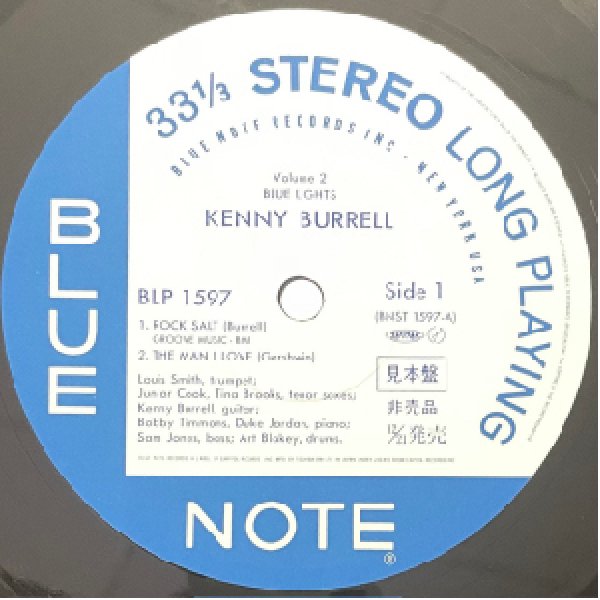 33⅓ STEREO LONG PLAYING
BLUE NOTE RECORDS INC. · NEW YORK USA
Volume 2
BLUE LIGHTS
KENNY BURRELL
BLP 1597
Side 1
(BNST 1597-A)
1. ROCK SALT (Burrell)
GROOVE MUSIC - BMI
2. THE MAN I LOVE (Gershwin)
Louis Smith, trumpet;
Junior Cook, Tina Brooks, tenor saxes;
Kenny Burrell, guitar;
Bobby Timmons, Duke Jordan, piano;
Sam Jones, bass; Art Blakey, drums.
見本盤
非売品
発売
BLUE
NOTE®